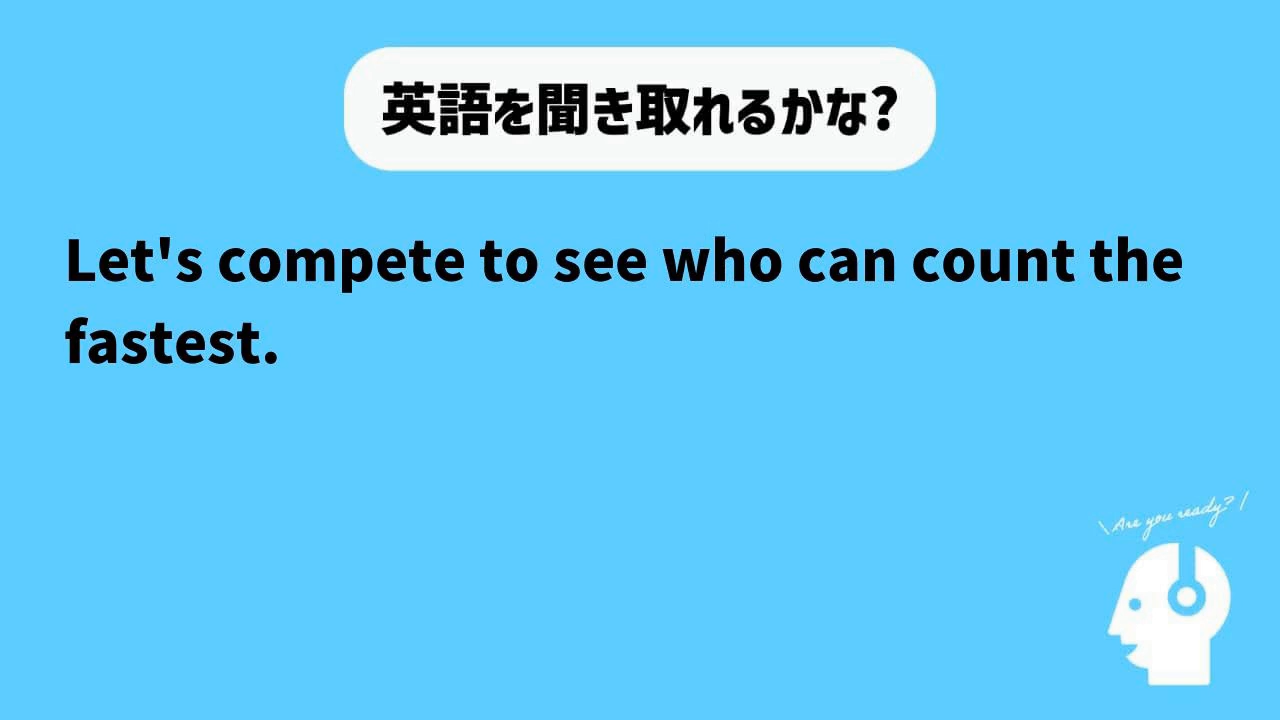 英語を聞き取れるかな?
Let's compete to see who can count the
fastest.
\Are you ready?/